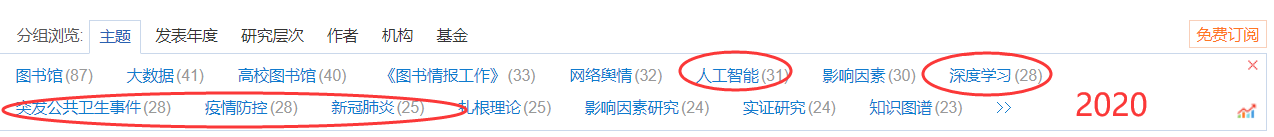 分组浏览: 主题 发表年度 研究层次 作者 机构 基金 免费订阅
图书馆(87) 大数据(41) 高校图书馆(40) 《图书情报工作》(33) 网络舆情(32) 人工智能(31) 影响因素(30) 深度学习(28)
突发公共卫生事件(28) 疫情防控(28) 新冠肺炎(25) 扎根理论(25) 影响因素研究(24) 实证研究(24) 知识图谱(23) >> 2020